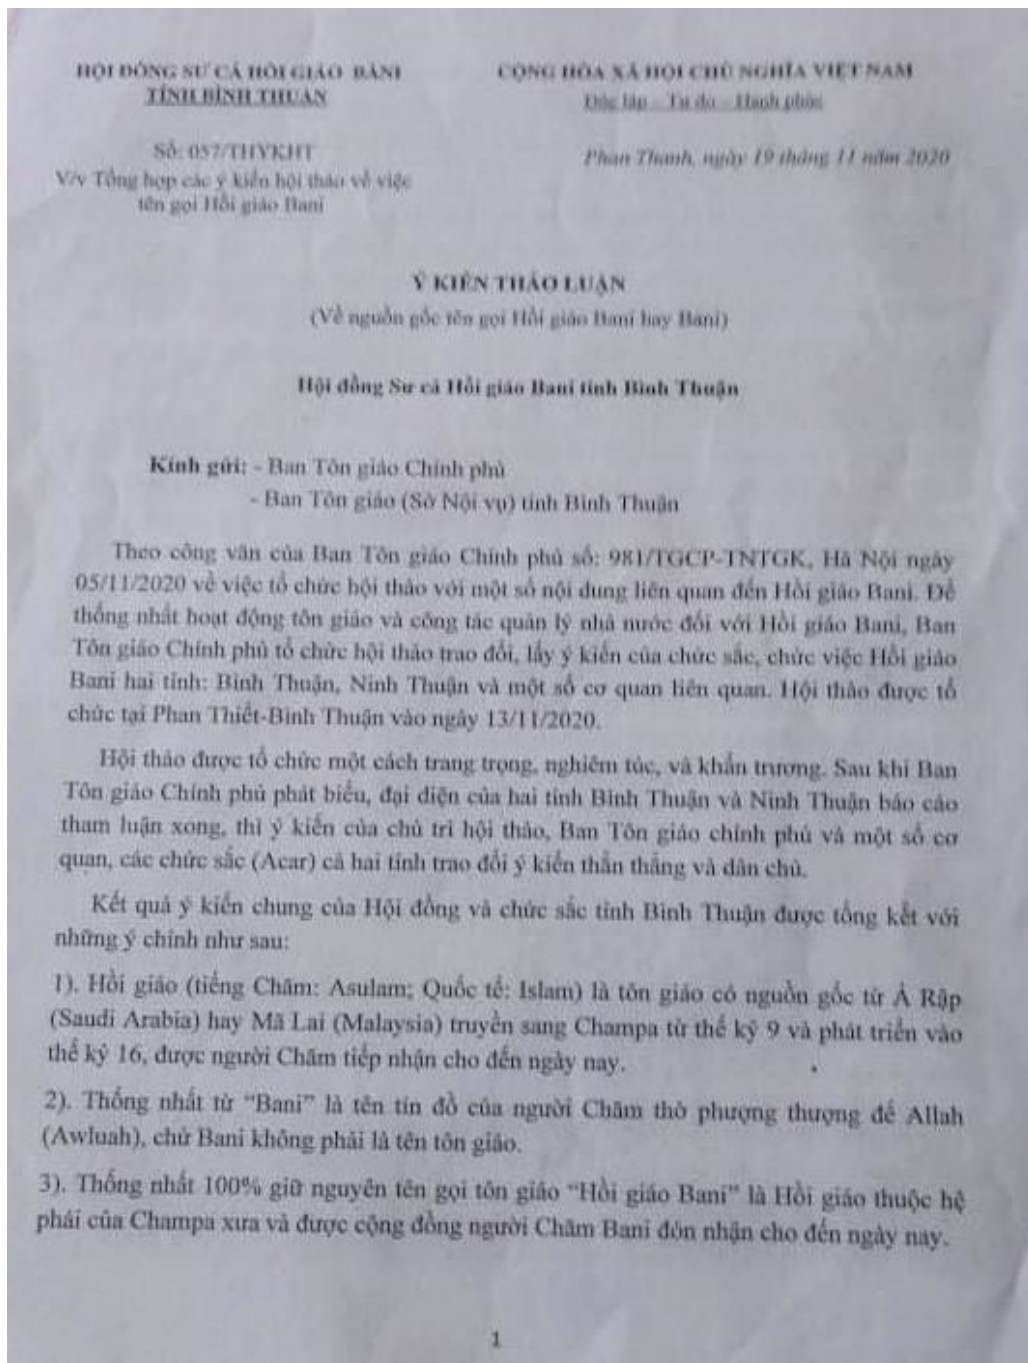 HỘI ĐỒNG SƯ CẢ HỒI GIÁO BÀNI
TỈNH BÌNH THUẬN
CỘNG HÒA XÃ HỘI CHỦ NGHĨA VIỆT NAM
Độc lập – Tự do – Hạnh phúc
Số: 057/THYKHT
V/v Tổng hợp các ý kiến hội thảo về việc
tên gọi Hồi giáo Bani
Phan Thanh, ngày 19 tháng 11 năm 2020
Ý KIẾN THẢO LUẬN
(Về nguồn gốc tên gọi Hồi giáo Bani hay Bani)
Hội đồng Sư cả Hồi giáo Bani tỉnh Bình Thuận
Kính gửi: - Ban Tôn giáo Chính phủ
- Ban Tôn giáo (Sở Nội vụ) tỉnh Bình Thuận
Theo công văn của Ban Tôn giáo Chính phủ số: 981/TGCP-TNTGK, Hà Nội ngày
05/11/2020 về việc tổ chức hội thảo với một số nội dung liên quan đến Hồi giáo Bani. Để
thống nhất hoạt động tôn giáo và công tác quản lý nhà nước đối với Hồi giáo Bani, Ban
Tôn giáo Chính phủ tổ chức hội thảo trao đổi, lấy ý kiến của chức sắc, chức việc Hồi giáo
Bani hai tỉnh: Bình Thuận, Ninh Thuận và một số cơ quan liên quan. Hội thảo được tổ
chức tại Phan Thiết-Bình Thuận vào ngày 13/11/2020.
Hội thảo được tổ chức một cách trang trọng, nghiêm túc, và khẩn trương. Sau khi Ban
Tôn giáo Chính phủ phát biểu, đại diện của hai tỉnh Bình Thuận và Ninh Thuận báo cáo
tham luận xong, thì ý kiến của chủ trì hội thảo, Ban Tôn giáo chính phủ và một số cơ
quan, các chức sắc (Acar) cả hai tỉnh trao đổi ý kiến thẳn thắng và dân chủ.
Kết quả ý kiến chung của Hội đồng và chức sắc tỉnh Bình Thuận được tổng kết với
những ý chính như sau:
1). Hồi giáo (tiếng Chăm: Asulam; Quốc tế: Islam) là tôn giáo có nguồn gốc từ Ả Rập
(Saudi Arabia) hay Mã Lai (Malaysia) truyền sang Champa từ thế kỷ 9 và phát triển vào
thế kỷ 16, được người Chăm tiếp nhận cho đến ngày nay.
2). Thống nhất từ “Bani” là tên tín đồ của người Chăm thờ phượng thượng đế Allah
(Awluah), chứ Bani không phải là tên tôn giáo.
3). Thống nhất 100% giữ nguyên tên gọi tôn giáo “Hồi giáo Bani” là Hồi giáo thuộc hệ
phái của Champa xưa và được cộng đồng người Chăm Bani đón nhận cho đến ngày nay.
1